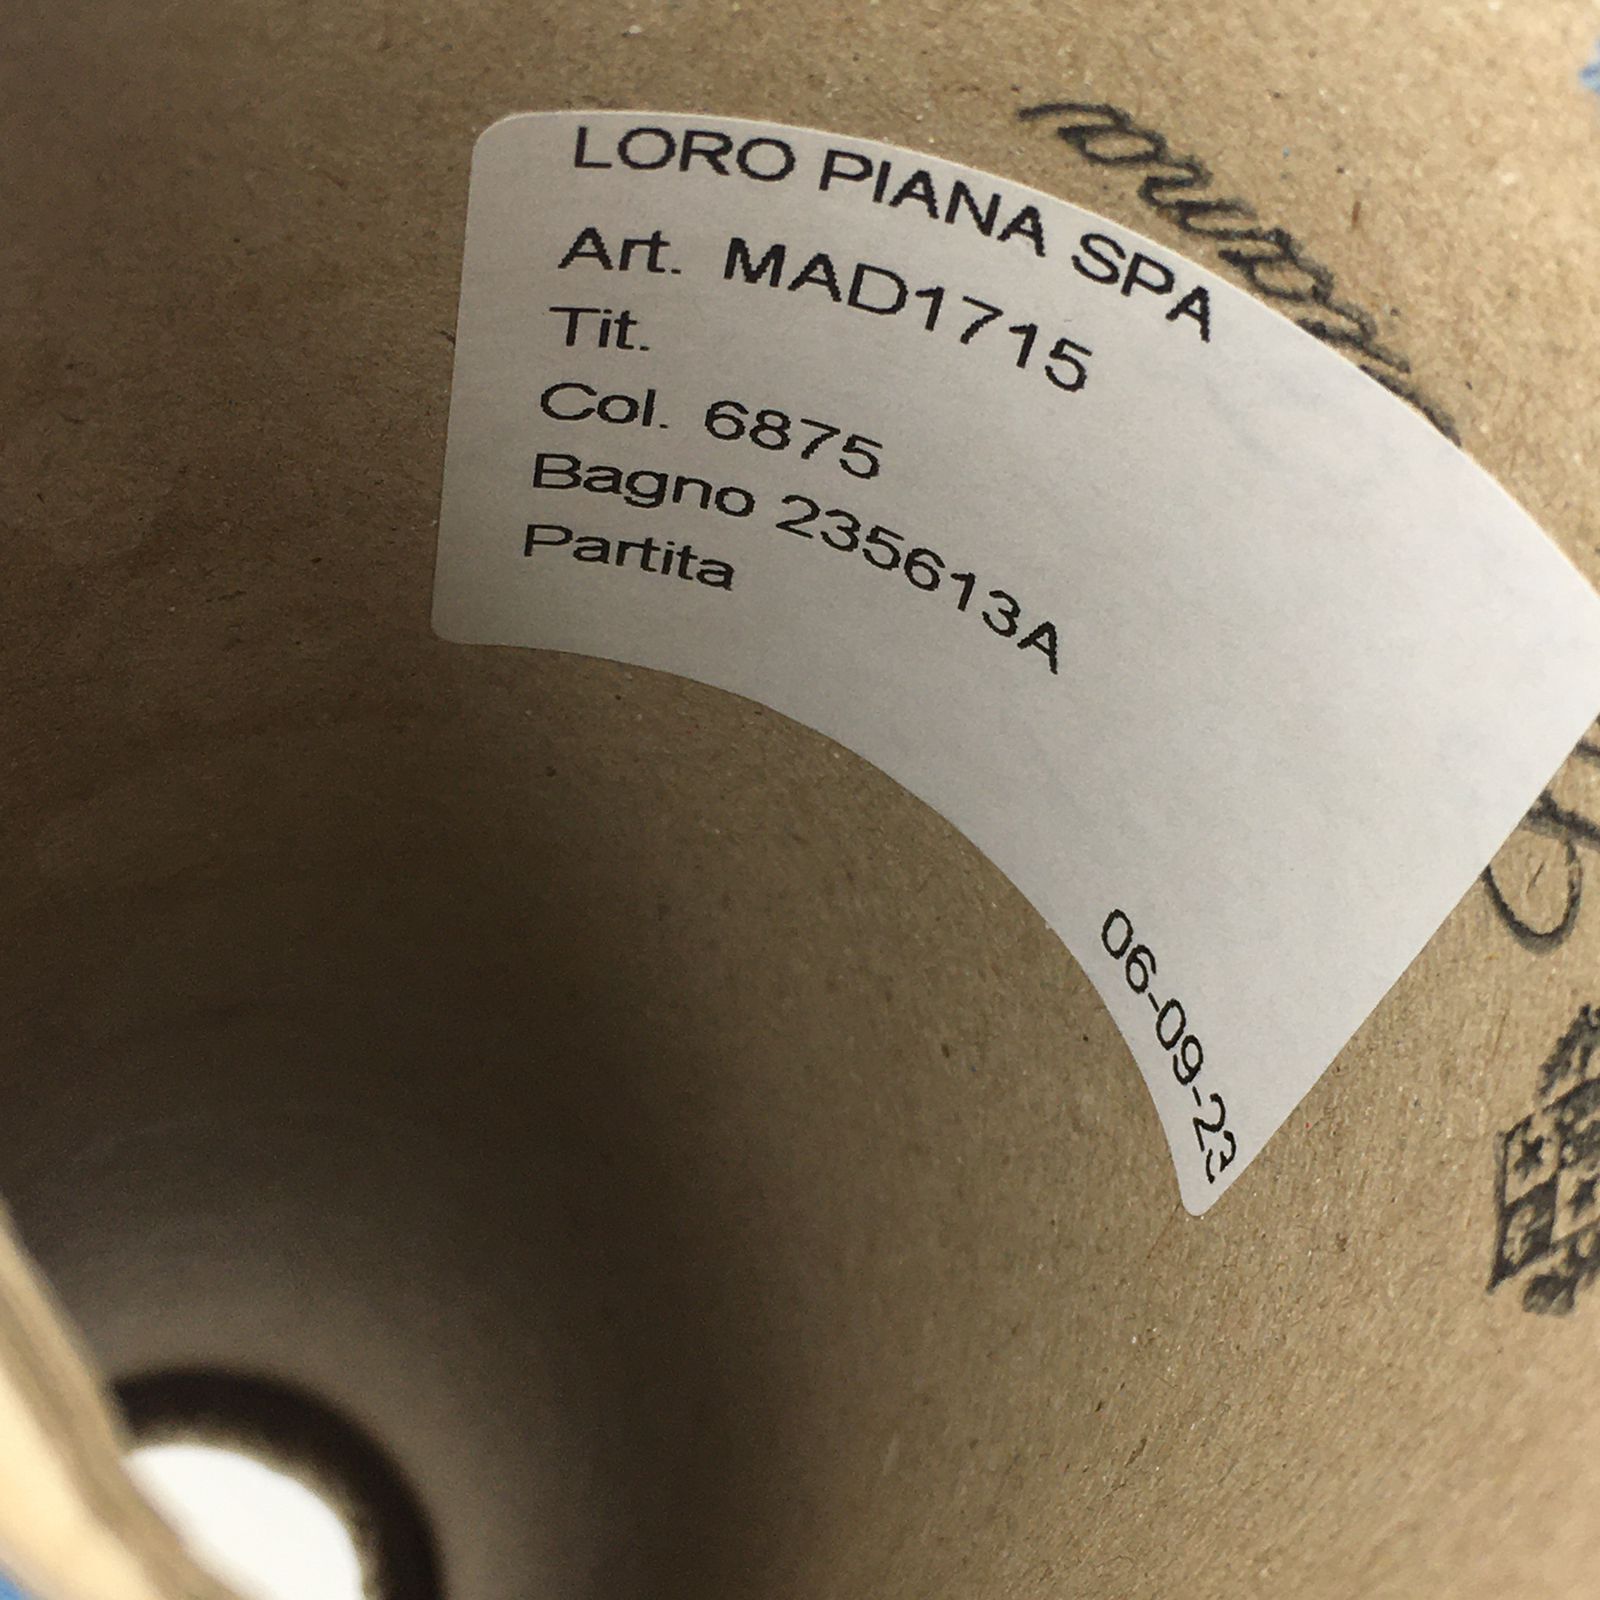 LORO PIANA SPA
Art. MAD1715
Tit.
Col. 6875
Bagno 235613A
Partita
06-09-23